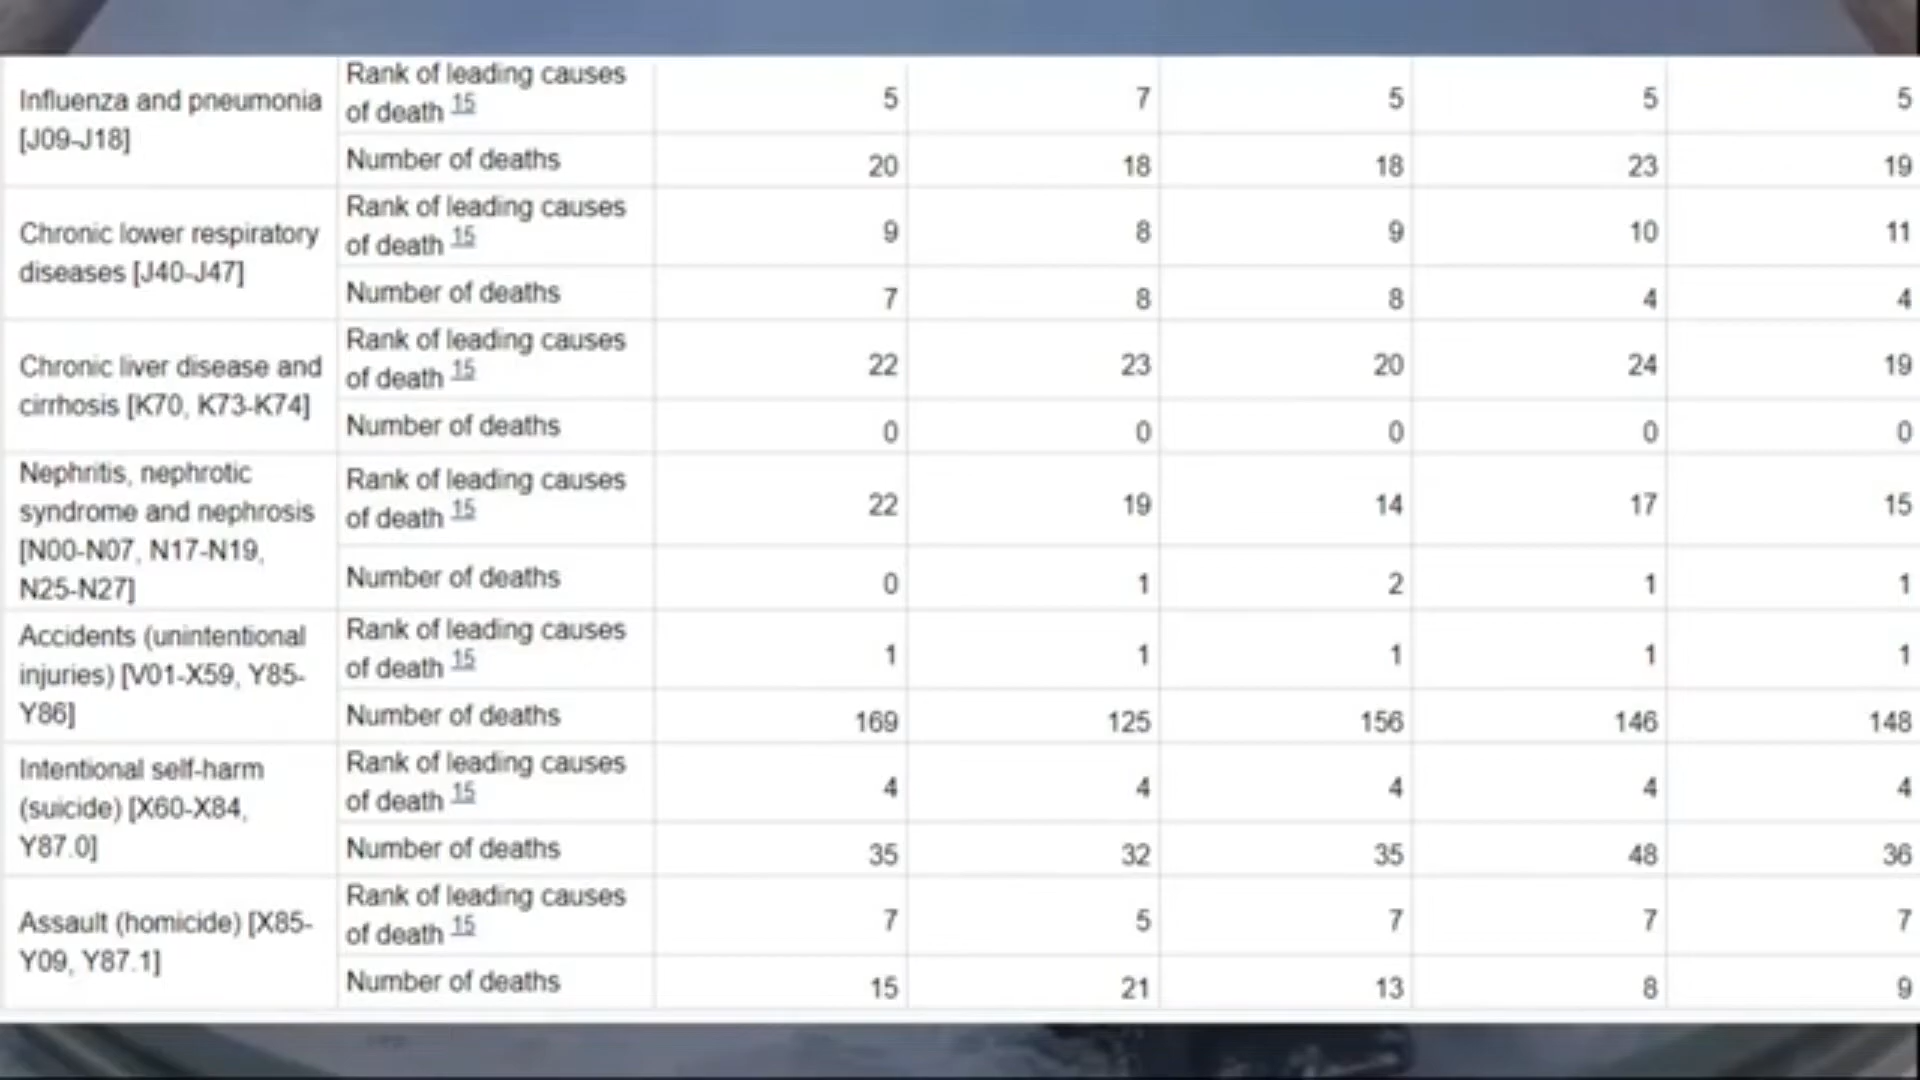 Influenza and pneumonia
[J09-J18]
Rank of leading causes
of death 15
5 7 5 5 5
Number of deaths
20 18 18 23 19
Chronic lower respiratory
diseases [J40-J47]
Rank of leading causes
of death 15
9 8 9 10 11
Number of deaths
7 8 8 4 4
Chronic liver disease and
cirrhosis [K70, K73-K74]
Rank of leading causes
of death 15
22 23 20 24 19
Number of deaths
0 0 0 0 0
Nephritis, nephrotic
syndrome and nephrosis
[N00-N07, N17-N19,
N25-N27]
Rank of leading causes
of death 15
22 19 14 17 15
Number of deaths
0 1 2 1 1
Accidents (unintentional
injuries) [V01-X59, Y85-
Y86]
Rank of leading causes
of death 15
1 1 1 1 1
Number of deaths
169 125 156 146 148
Intentional self-harm
(suicide) [X60-X84,
Y87.0]
Rank of leading causes
of death 15
4 4 4 4 4
Number of deaths
35 32 35 48 36
Assault (homicide) [X85-
Y09, Y87.1]
Rank of leading causes
of death 15
7 5 7 7 7
Number of deaths
15 21 13 8 9